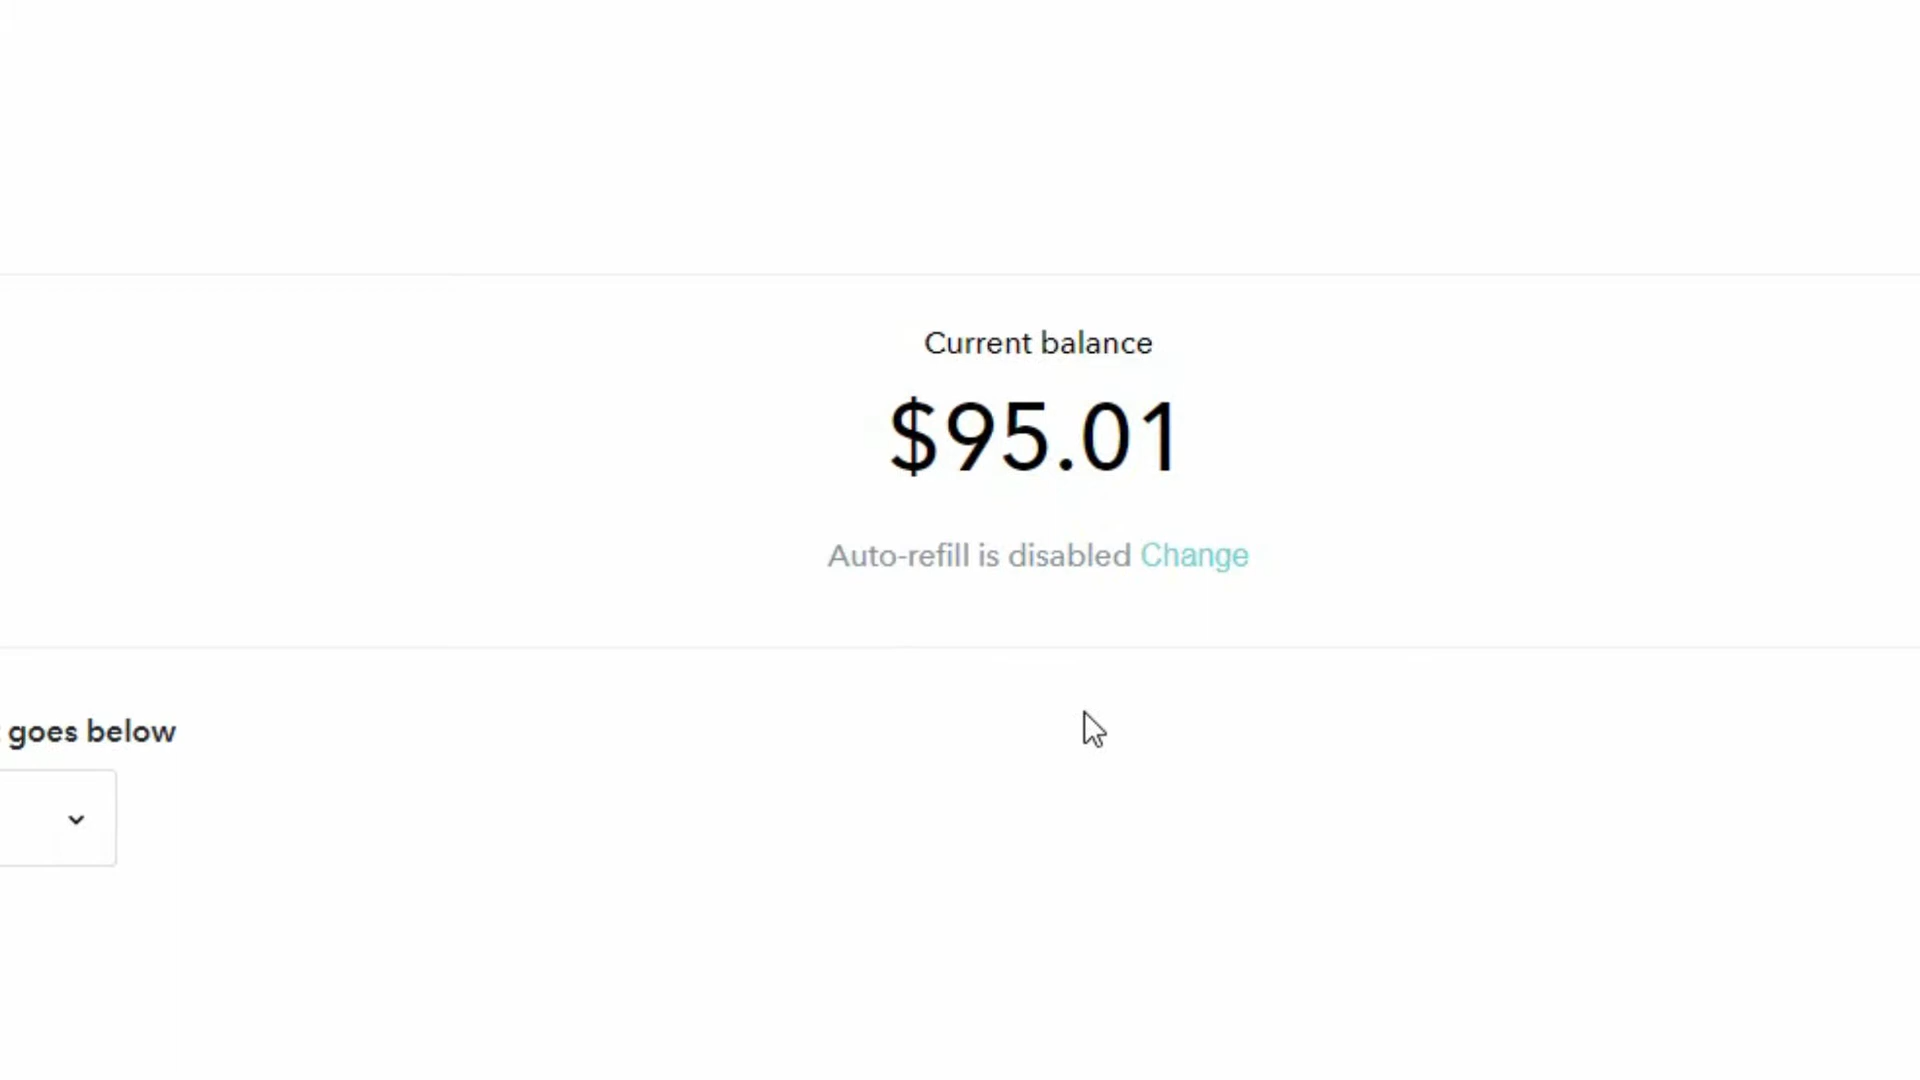 Current balance
$95.01
Auto-refill is disabled Change
goes below